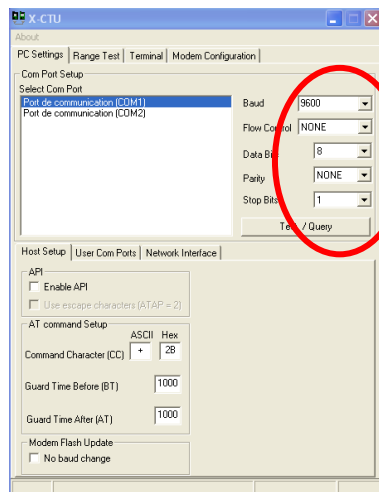 X-CTU
About
PC Settings Range Test Terminal Modem Configuration
Com Port Setup
Select Com Port
Port de communication (COM1)
Port de communication (COM2)
Baud 9600
Flow Control NONE
Data Bits 8
Parity NONE
Stop Bits 1
Test / Query
Host Setup User Com Ports Network Interface
API
Enable API
Use escape characters (ATAP = 2)
AT command Setup
ASCII Hex
Command Character (CC) + 2B
Guard Time Before (BT) 1000
Guard Time After (AT) 1000
Modem Flash Update
No baud change